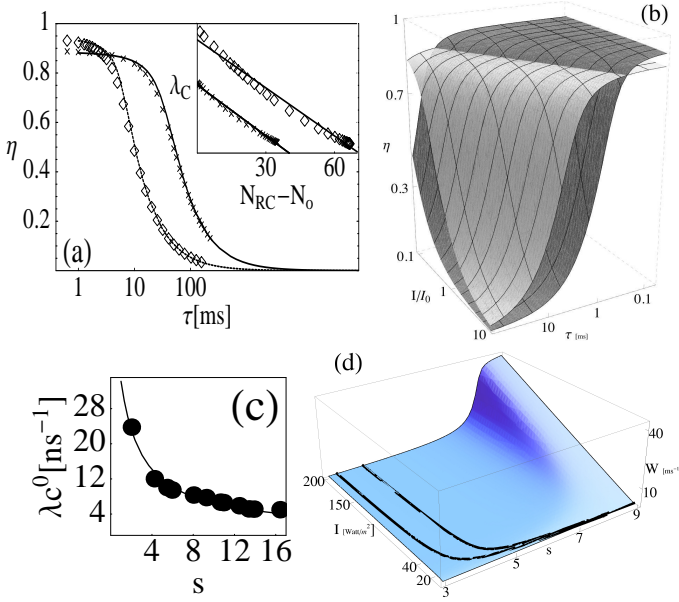 1
0.8
0.6
η
0.4
0.2
(a)
1 10 100
τ[ms]
λC
30 60
NRC−No
(b)
1
0.7
η
0.3
0.1
I/I0
1
10
10
1
0.1
τ [ms]
(c)
λc⁰[ns⁻¹]
28
20
12
4
4 8 12 16
s
(d)
200
150
I [Watt/m²]
40
20
3
5
s
7
9
40
W [ms⁻¹
10